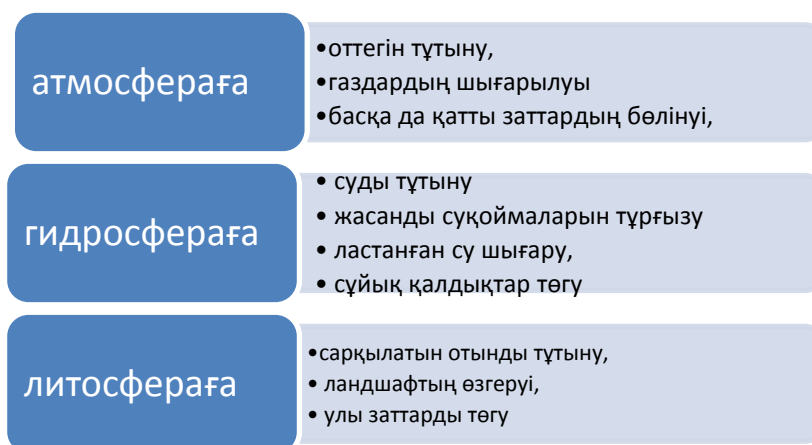 атмосфераға
•оттегін тұтыну,
•газдардың шығарылуы
•басқа да қатты заттардың бөлінуі,
гидросфераға
• суды тұтыну
• жасанды суқоймаларын тұрғызу
• ластанған су шығару,
• сұйық қалдықтар төгу
литосфераға
•сарқылатын отынды тұтыну,
• ландшафтың өзгеруі,
• улы заттарды төгу